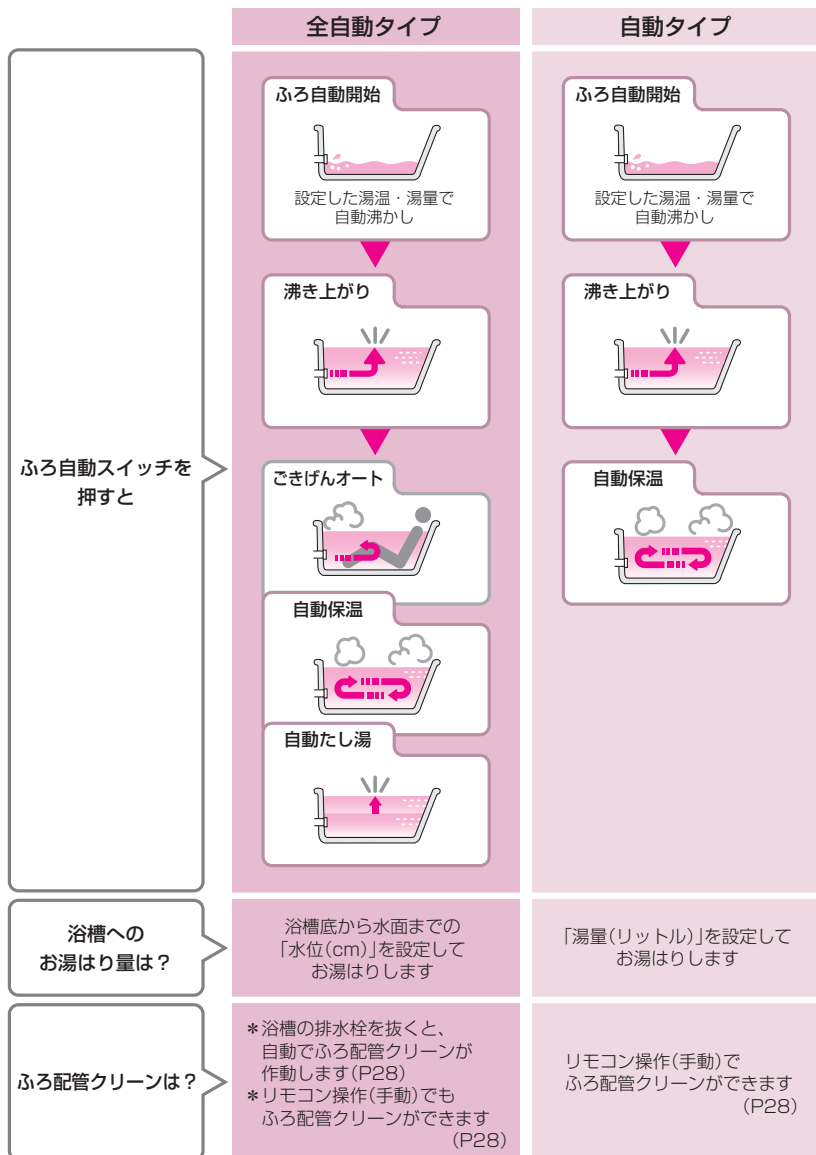 全自動タイプ
自動タイプ
ふろ自動スイッチを
押すと
ふろ自動開始
設定した湯温・湯量で
自動沸かし
沸き上がり
ごきげんオート
自動保温
自動たし湯
ふろ自動開始
設定した湯温・湯量で
自動沸かし
沸き上がり
自動保温
浴槽への
お湯はり量は？
浴槽底から水面までの
「水位(cm)」を設定して
お湯はりします
「湯量(リットル)」を設定して
お湯はりします
ふろ配管クリーンは？
＊浴槽の排水栓を抜くと、
自動でふろ配管クリーンが
作動します(P28)
＊リモコン操作(手動)でも
ふろ配管クリーンができます
(P28)
リモコン操作(手動)で
ふろ配管クリーンができます
(P28)